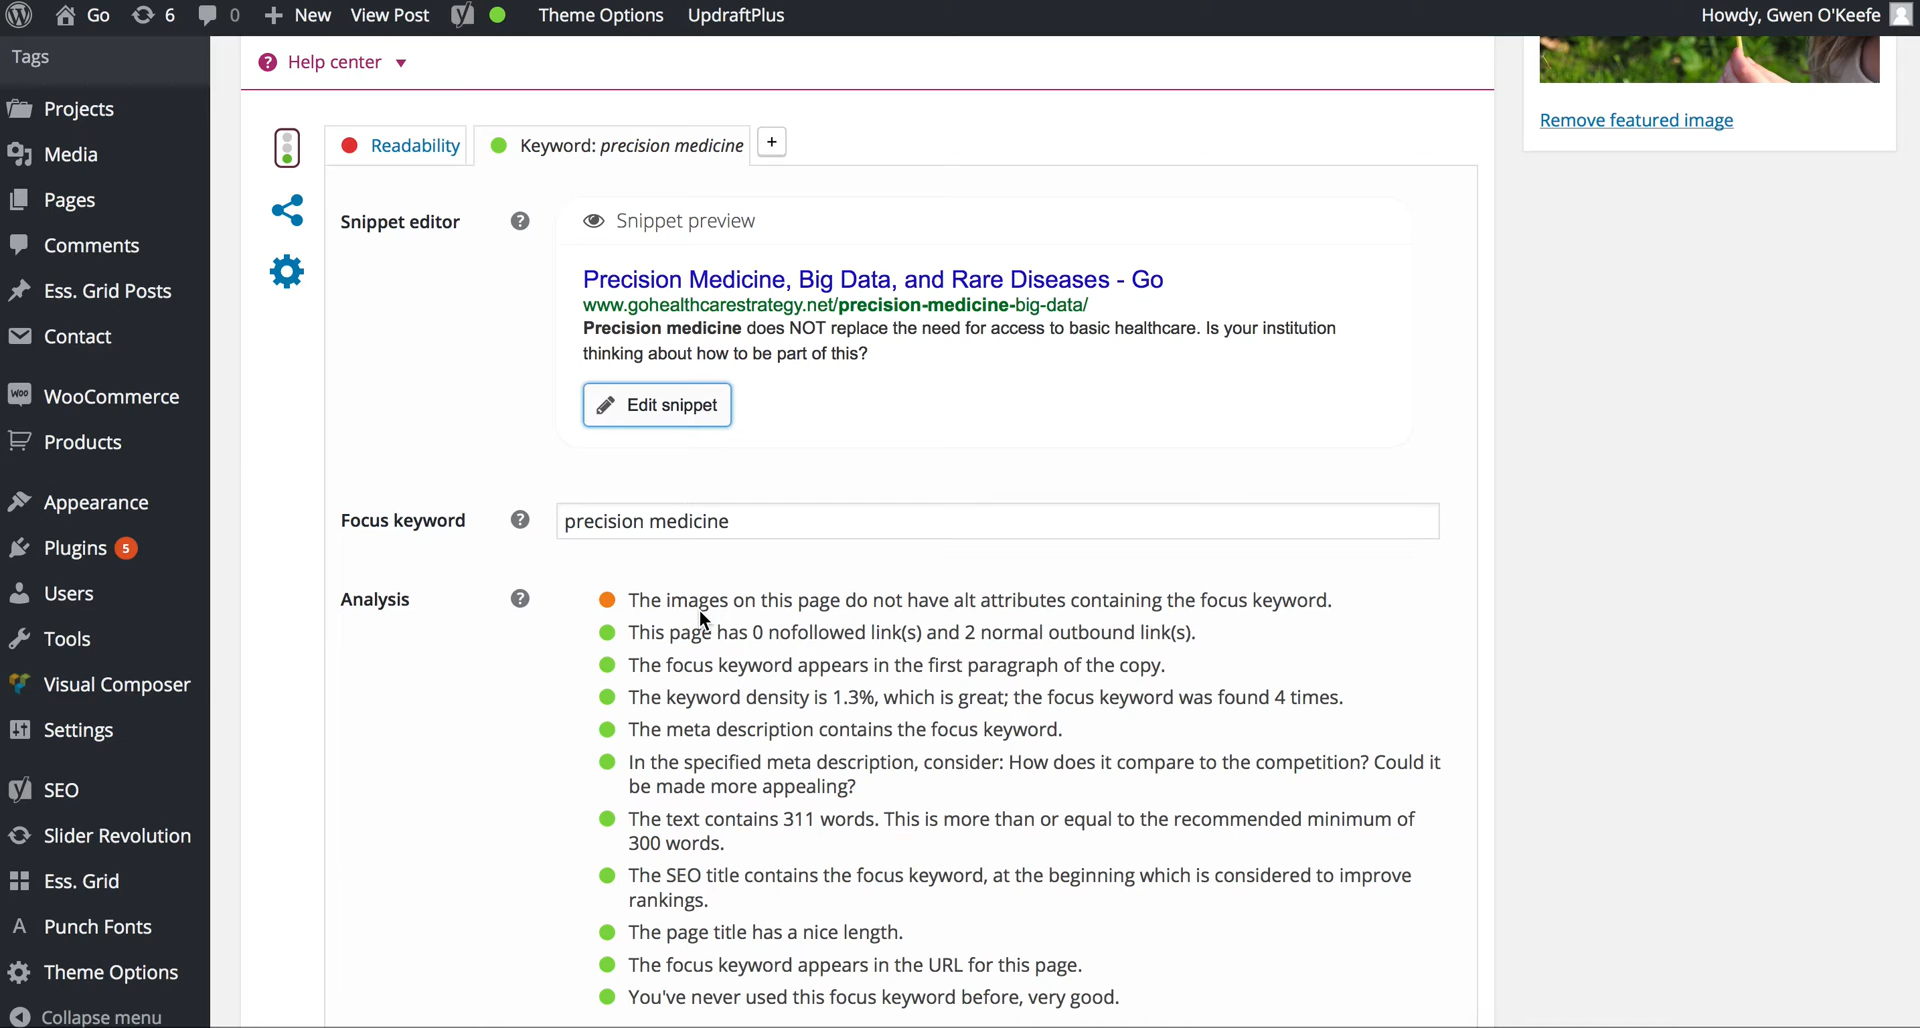 Go
6
0
New
View Post
Theme Options
UpdraftPlus
Howdy, Gwen O'Keefe
Tags
Projects
Media
Pages
Comments
Ess. Grid Posts
Contact
WooCommerce
Products
Appearance
Plugins 5
Users
Tools
Visual Composer
Settings
SEO
Slider Revolution
Ess. Grid
Punch Fonts
Theme Options
Collapse menu
Help center
Readability
Keyword: precision medicine
+
Snippet editor
Snippet preview
Precision Medicine, Big Data, and Rare Diseases - Go
www.gohealthcarestrategy.net/precision-medicine-big-data/
Precision medicine does NOT replace the need for access to basic healthcare. Is your institution
thinking about how to be part of this?
Edit snippet
Focus keyword
precision medicine
Analysis
The images on this page do not have alt attributes containing the focus keyword.
This page has 0 nofollowed link(s) and 2 normal outbound link(s).
The focus keyword appears in the first paragraph of the copy.
The keyword density is 1.3%, which is great; the focus keyword was found 4 times.
The meta description contains the focus keyword.
In the specified meta description, consider: How does it compare to the competition? Could it
be made more appealing?
The text contains 311 words. This is more than or equal to the recommended minimum of
300 words.
The SEO title contains the focus keyword, at the beginning which is considered to improve
rankings.
The page title has a nice length.
The focus keyword appears in the URL for this page.
You've never used this focus keyword before, very good.
Remove featured image